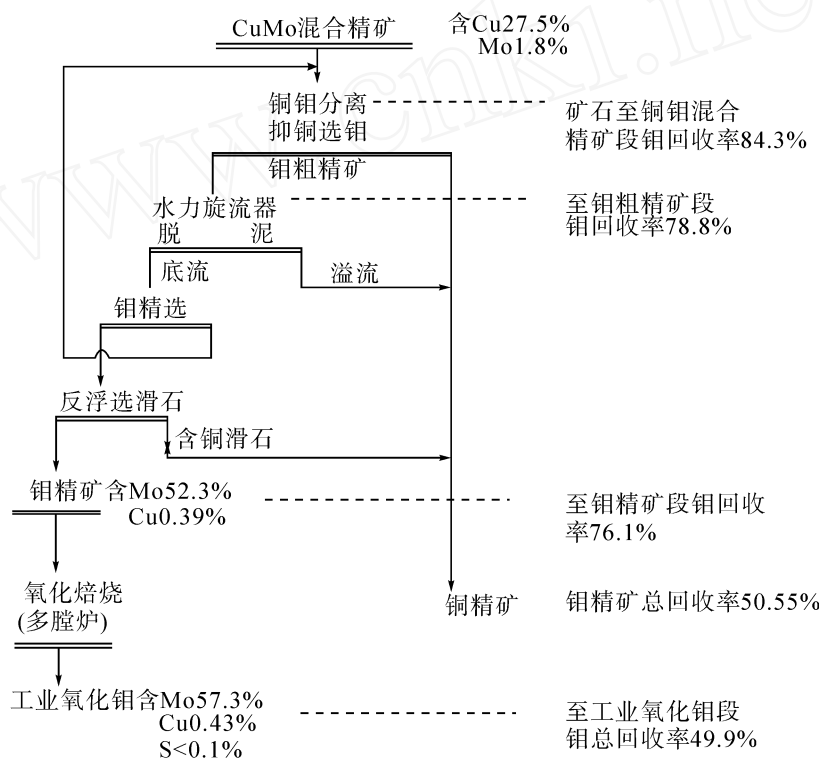 CuMo混合精矿
含Cu27.5%
Mo1.8%
铜钼分离
抑铜选钼
矿石至铜钼混合
精矿段钼回收率84.3%
钼粗精矿
水力旋流器
脱 泥
至钼粗精矿段
钼回收率78.8%
底流
溢流
钼精选
反浮选滑石
含铜滑石
钼精矿含Mo52.3%
Cu0.39%
至钼精矿段钼回收
率76.1%
氧化焙烧
(多膛炉)
铜精矿
钼精矿总回收率50.55%
工业氧化钼含Mo57.3%
Cu0.43%
S<0.1%
至工业氧化钼段
钼总回收率49.9%
www.cnki.ne